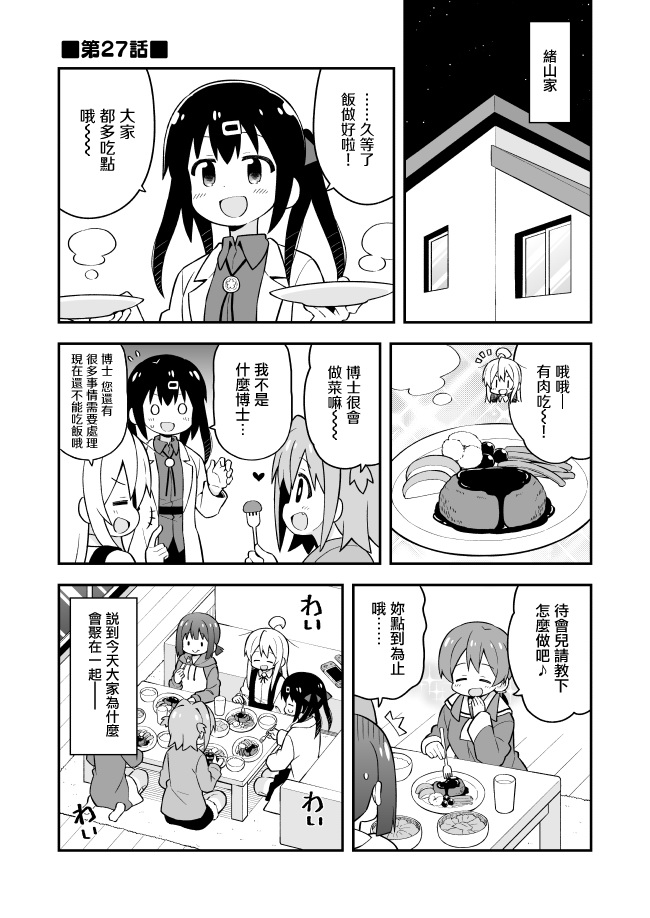 ■第27話■
緒山家
……久等了
飯做好啦！
大家
都多吃點
哦~~~
哦哦—
有肉吃~！
博士很會
做菜嘛~~
我不是
什麼博士…
博士 您還有
很多事情需要處理
現在還不能吃飯哦
待會兒請教下
怎麼做吧♪
妳點到為止
哦……
わい
說到今天大家為什麼
會聚在一起——
わい
わい